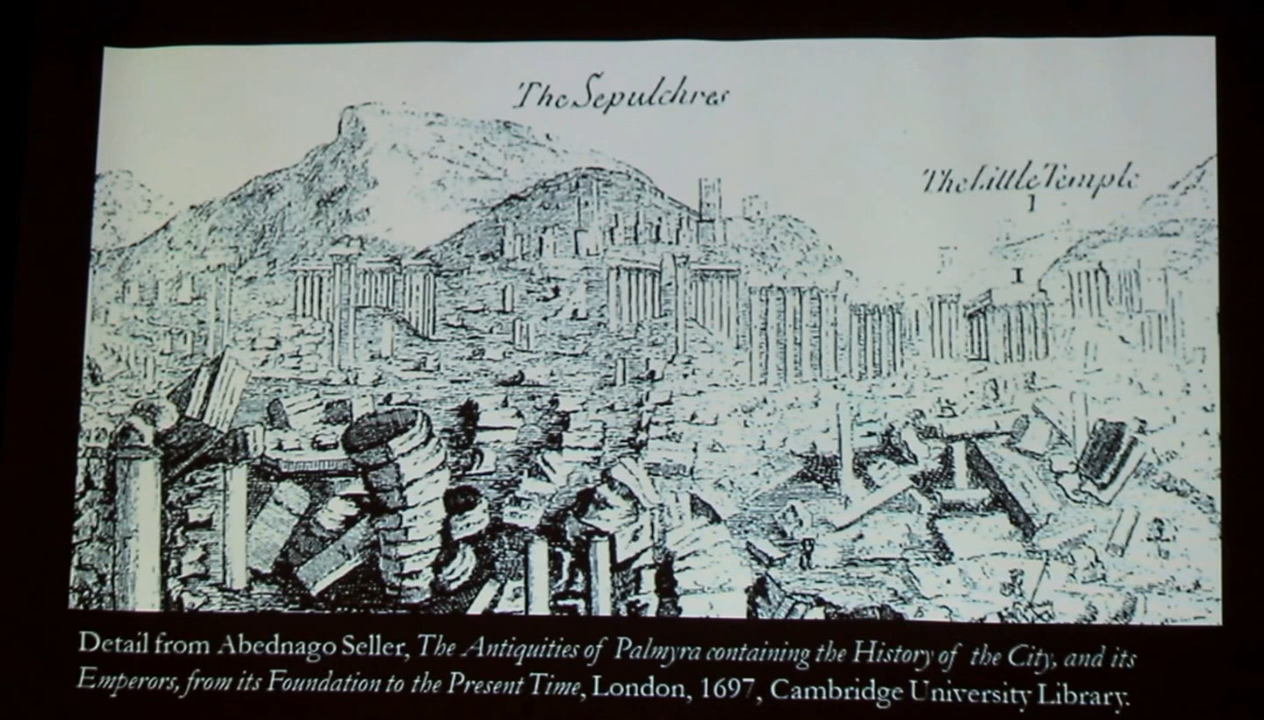 The Sepulchres
The Little Temple
I
I
Detail from Abednago Seller, The Antiquities of Palmyra containing the History of the City, and its
Emperors, from its Foundation to the Present Time, London, 1697, Cambridge University Library.